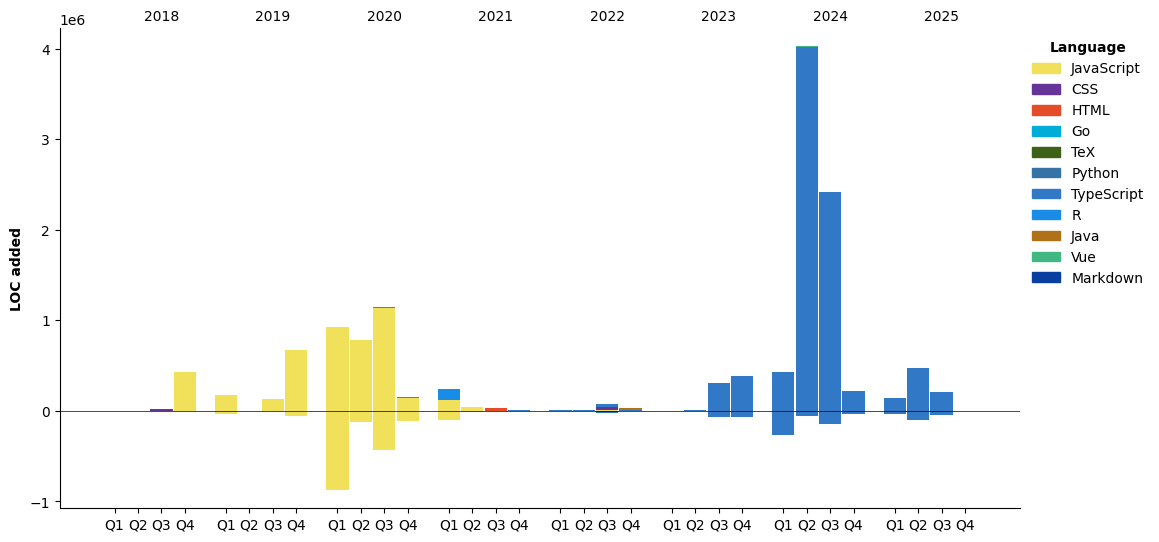 1e6 2018 2019 2020 2021 2022 2023 2024 2025
Language
JavaScript
CSS
HTML
Go
TeX
Python
TypeScript
R
Java
Vue
Markdown
LOC added
4
3
2
1
0
−1
Q1 Q2 Q3 Q4 Q1 Q2 Q3 Q4 Q1 Q2 Q3 Q4 Q1 Q2 Q3 Q4 Q1 Q2 Q3 Q4 Q1 Q2 Q3 Q4 Q1 Q2 Q3 Q4 Q1 Q2 Q3 Q4